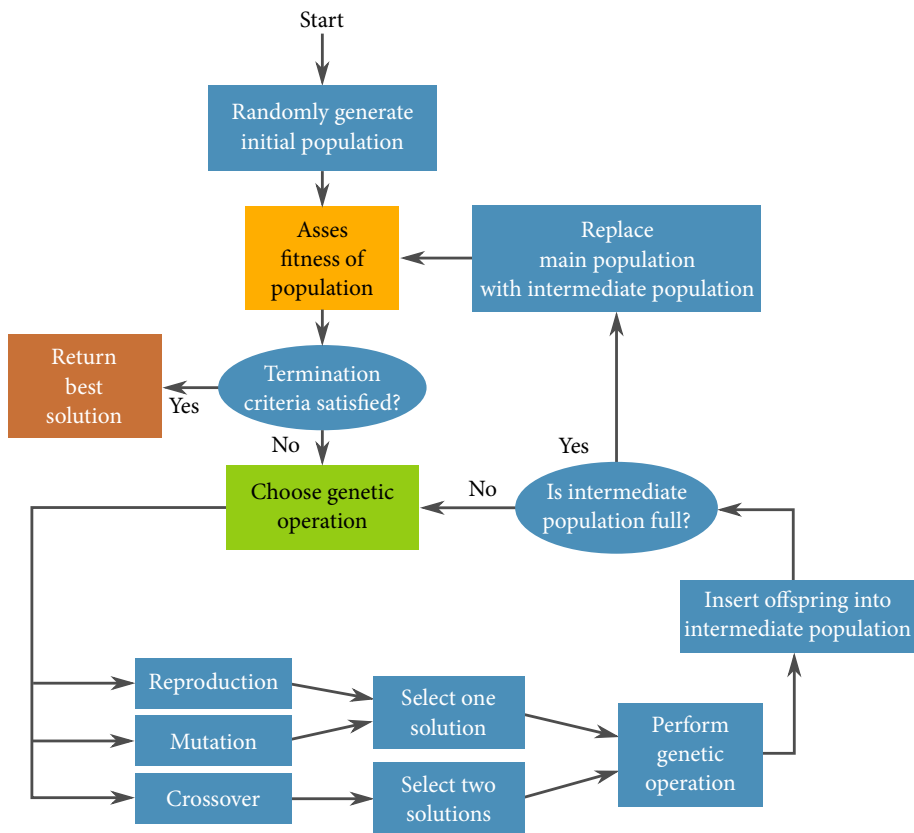 Start
Randomly generate
initial population
Asses
fitness of
population
Replace
main population
with intermediate population
Return
best
solution
Yes
Termination
criteria satisfied?
No
Yes
Choose genetic
operation
No
Is intermediate
population full?
Insert offspring into
intermediate population
Reproduction
Mutation
Crossover
Select one
solution
Select two
solutions
Perform
genetic
operation